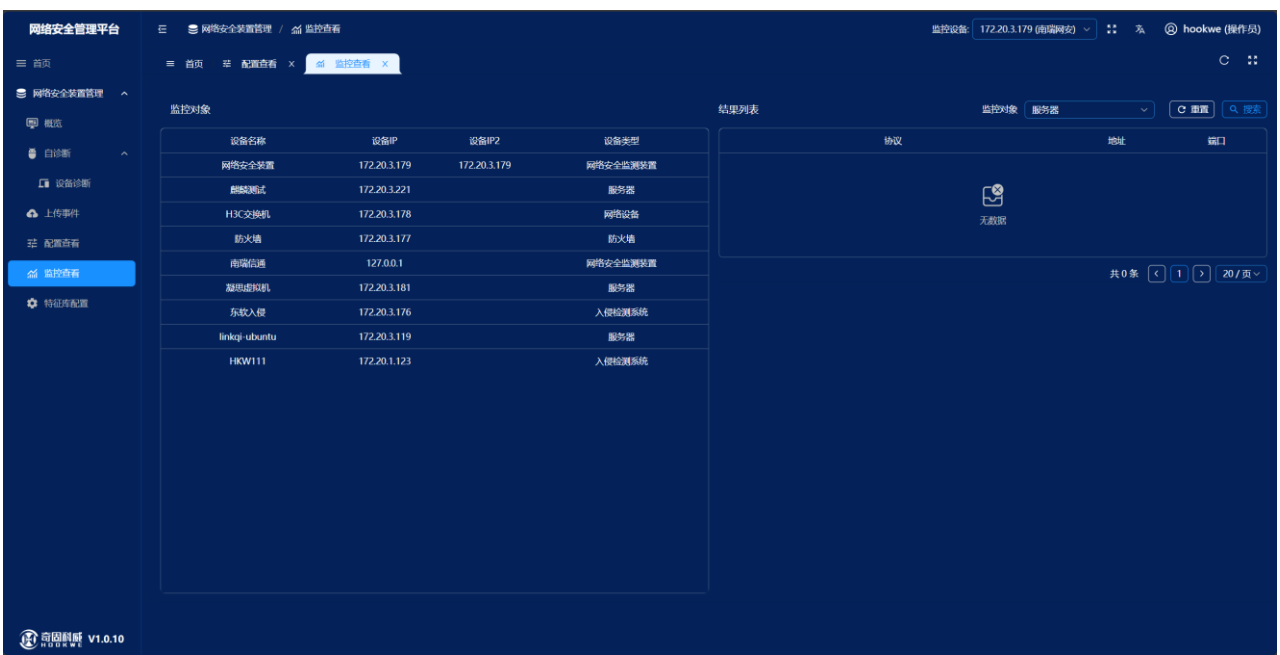 网络安全管理平台
网络安全装置管理 / 监控查看
监控设备: 172.20.3.179 (南瑞网安)
hookwe (操作员)
首页
网络安全装置管理
概览
自诊断
设备诊断
上传事件
配置查看
监控查看
特征库配置
奇固科威 V1.0.10
HOOKWE
首页 配置查看 × 监控查看 ×
监控对象
设备名称 设备IP 设备IP2 设备类型
网络安全装置 172.20.3.179 172.20.3.179 网络安全监测装置
麒麟测试 172.20.3.221 服务器
H3C交换机 172.20.3.178 网络设备
防火墙 172.20.3.177 防火墙
南瑞信通 127.0.0.1 网络安全监测装置
凝思虚拟机 172.20.3.181 服务器
东软入侵 172.20.3.176 入侵检测系统
linkqi-ubuntu 172.20.3.119 服务器
HKW111 172.20.1.123 入侵检测系统
结果列表 监控对象 服务器 重置 搜索
协议 地址 端口
无数据
共 0 条 < 1 > 20 / 页